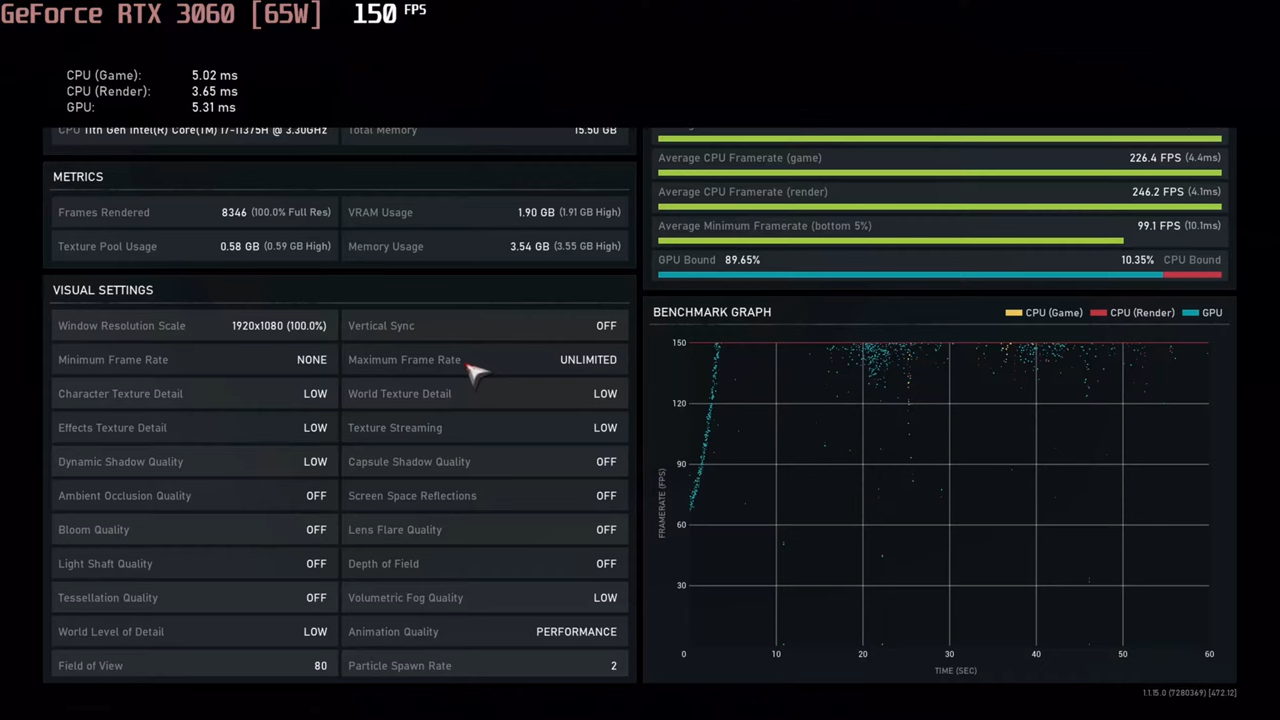 GeForce RTX 3060 [65W] 150 FPS
CPU (Game): 5.02 ms
CPU (Render): 3.65 ms
GPU: 5.31 ms
CPU 11th Gen Intel(R) Core(TM) i7-11375H @ 3.30GHz Total Memory 15.50 GB
METRICS
Frames Rendered 8346 (100.0% Full Res) VRAM Usage 1.90 GB (1.91 GB High)
Texture Pool Usage 0.58 GB (0.59 GB High) Memory Usage 3.54 GB (3.55 GB High)
VISUAL SETTINGS
Window Resolution Scale 1920x1080 (100.0%) Vertical Sync OFF
Minimum Frame Rate NONE Maximum Frame Rate UNLIMITED
Character Texture Detail LOW World Texture Detail LOW
Effects Texture Detail LOW Texture Streaming LOW
Dynamic Shadow Quality LOW Capsule Shadow Quality OFF
Ambient Occlusion Quality OFF Screen Space Reflections OFF
Bloom Quality OFF Lens Flare Quality OFF
Light Shaft Quality OFF Depth of Field OFF
Tessellation Quality OFF Volumetric Fog Quality LOW
World Level of Detail LOW Animation Quality PERFORMANCE
Field of View 80 Particle Spawn Rate 2
Average CPU Framerate (game) 226.4 FPS (4.4ms)
Average CPU Framerate (render) 246.2 FPS (4.1ms)
Average Minimum Framerate (bottom 5%) 99.1 FPS (10.1ms)
GPU Bound 89.65% 10.35% CPU Bound
BENCHMARK GRAPH CPU (Game) CPU (Render) GPU
150
120
90
60
30
FRAMERATE (FPS)
0 10 20 30 40 50 60
TIME (SEC)
1.1.15.0 (7280369) [472.12]